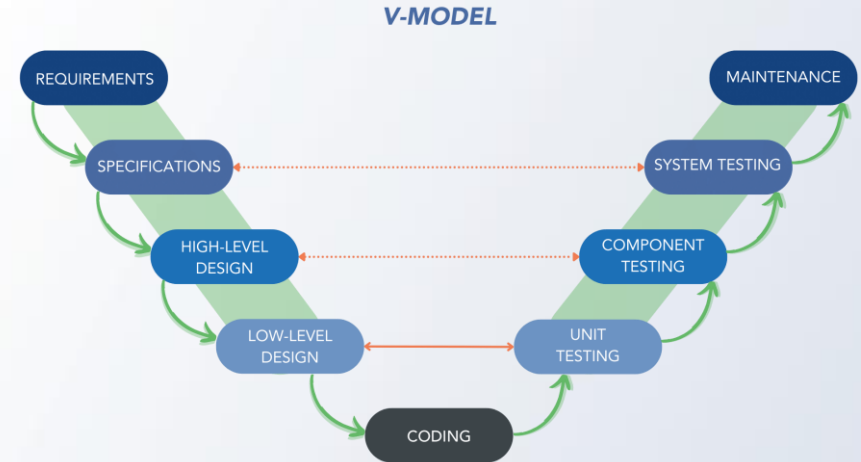 V-MODEL
REQUIREMENTS
MAINTENANCE
SPECIFICATIONS
SYSTEM TESTING
HIGH-LEVEL
DESIGN
COMPONENT
TESTING
LOW-LEVEL
DESIGN
UNIT
TESTING
CODING